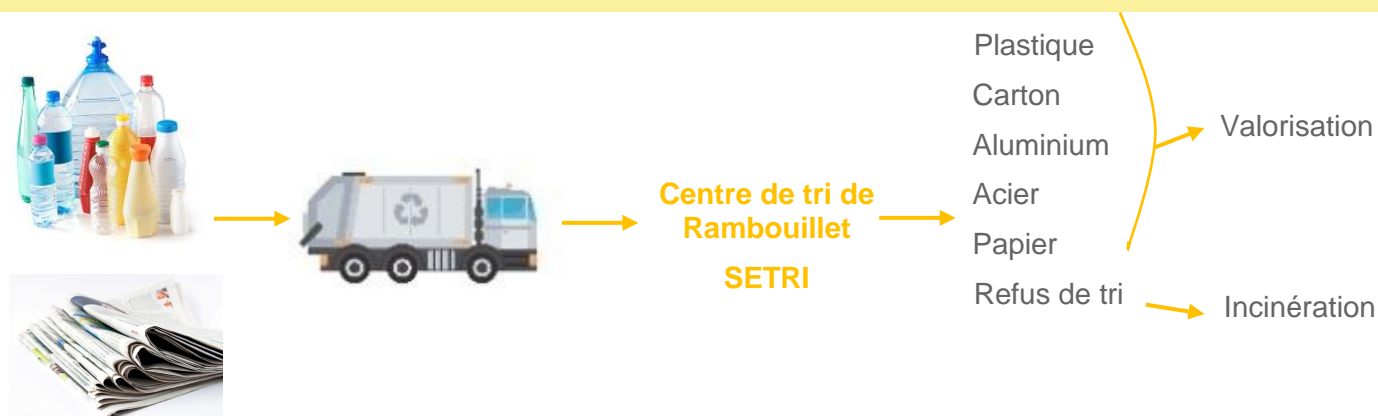 Plastique
Carton
Aluminium
Acier
Papier
Refus de tri
Valorisation
Incinération
Centre de tri de
Rambouillet
SETRI